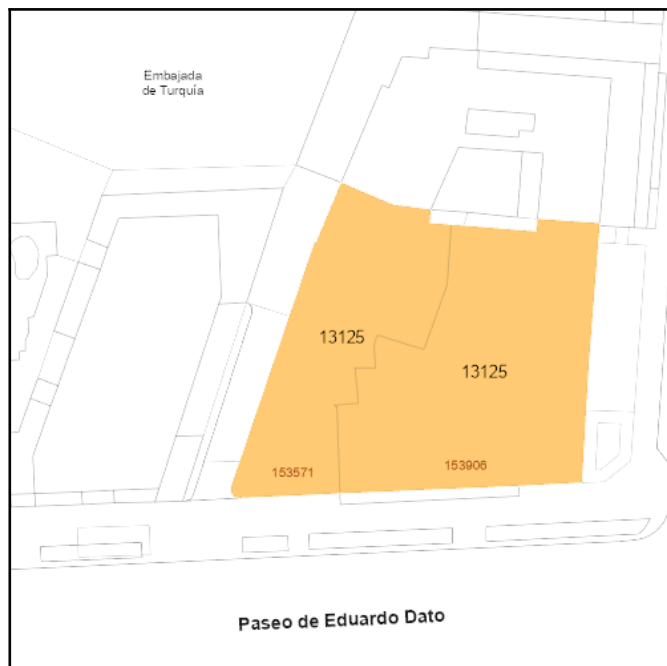 Embajada
de Turquía
13125
13125
153571
153906
Paseo de Eduardo Dato